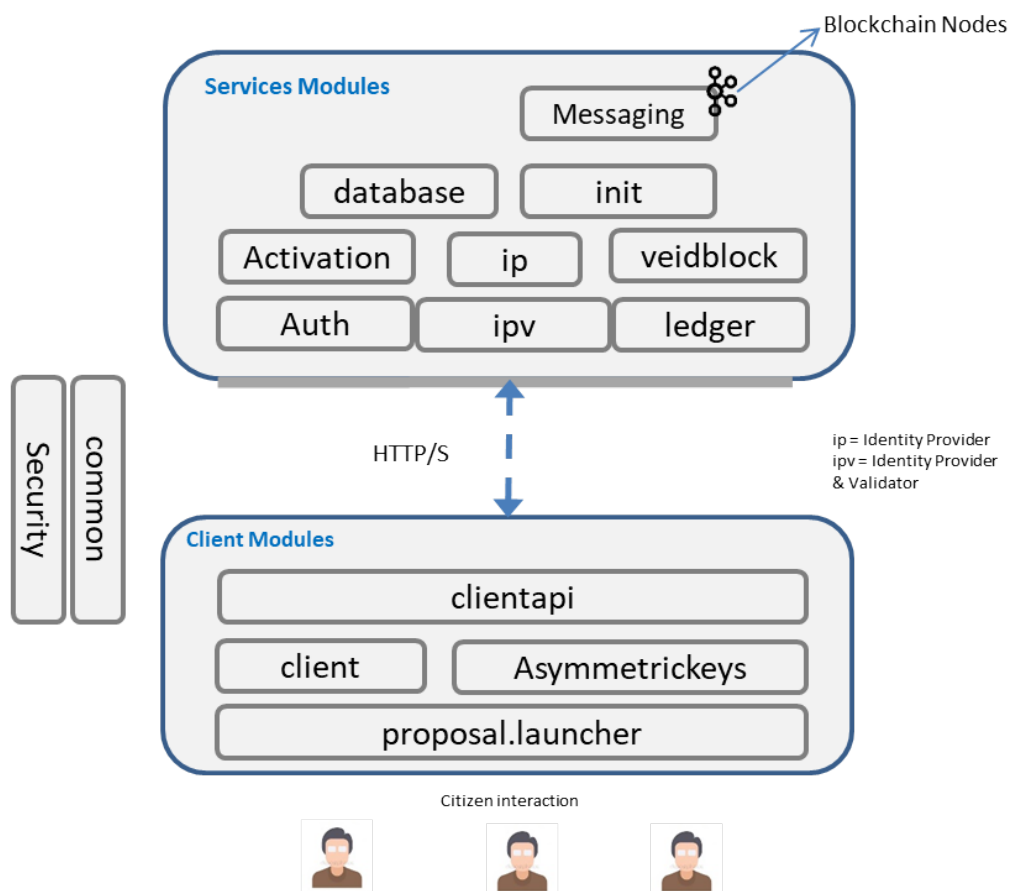 Blockchain Nodes
Services Modules
Messaging
database
init
Activation
ip
veidblock
Auth
ipv
ledger
Security
common
HTTP/S
ip = Identity Provider
ipv = Identity Provider
& Validator
Client Modules
clientapi
client
Asymmetrickeys
proposal.launcher
Citizen interaction